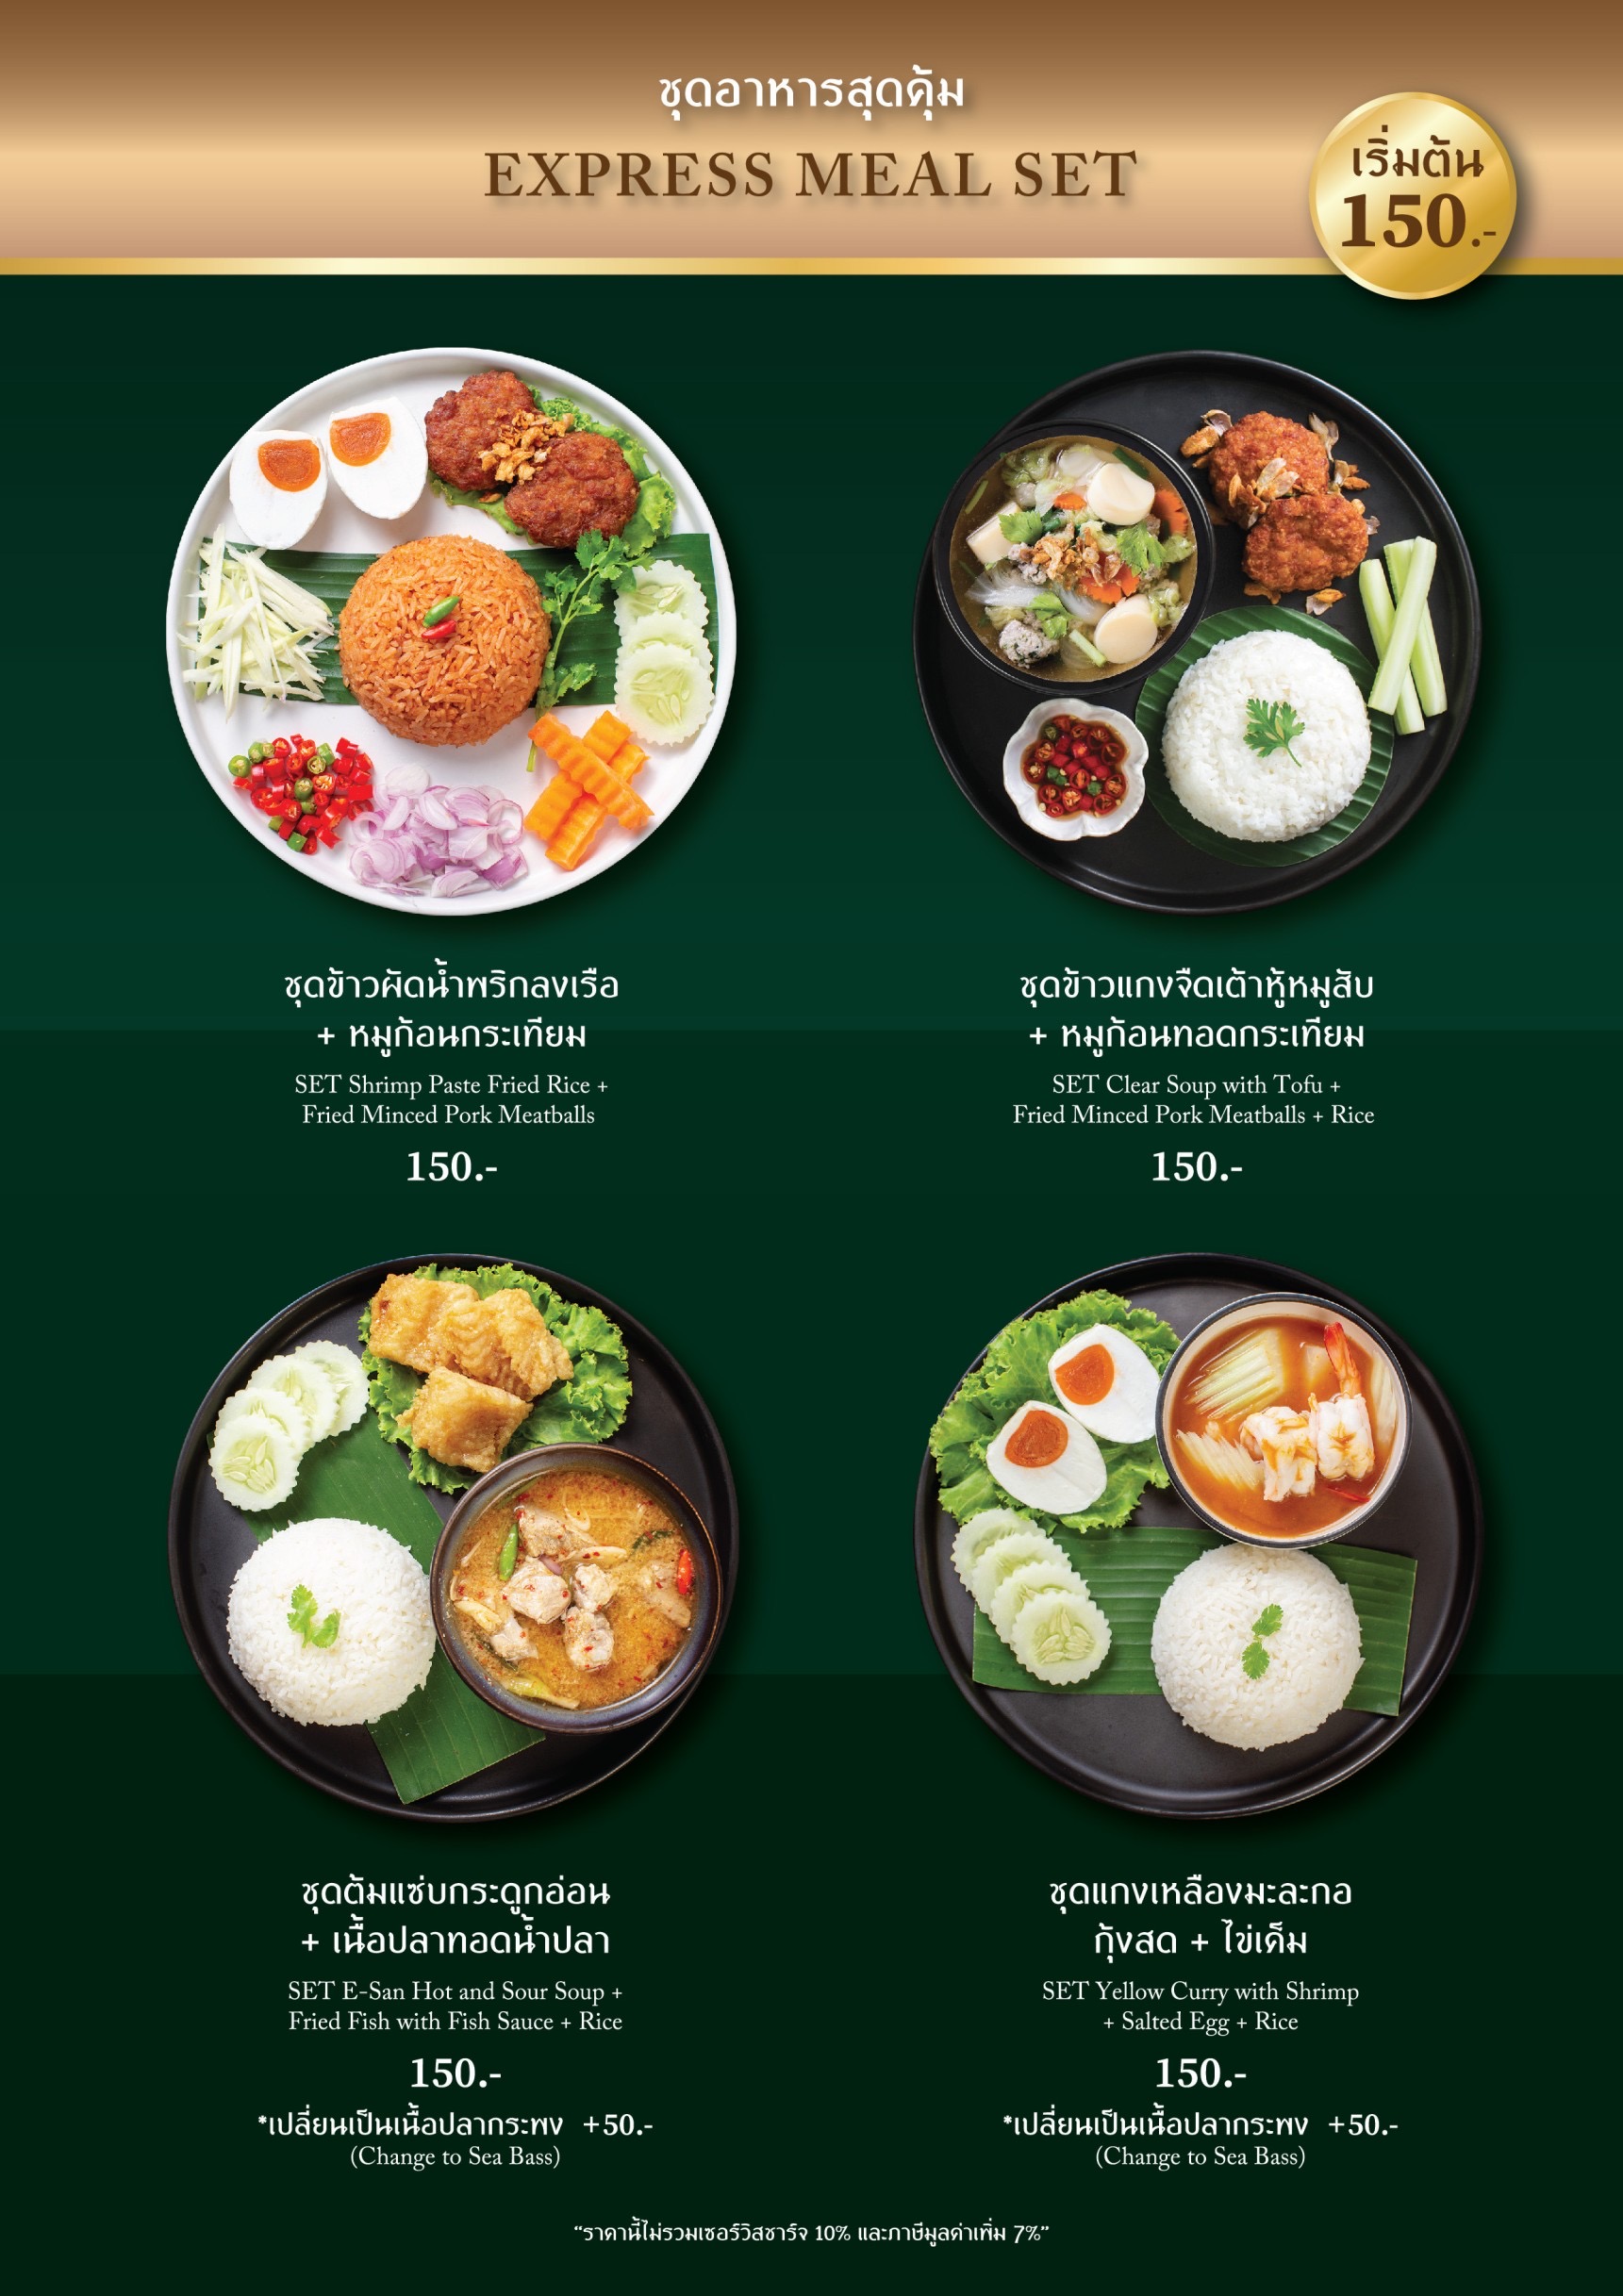 ชุดอาหารสุดคุ้ม
EXPRESS MEAL SET
เริ่มต้น
150.-
ชุดข้าวผัดน้ำพริกลงเรือ
+ หมูก้อนกระเทียม
SET Shrimp Paste Fried Rice +
Fried Minced Pork Meatballs
150.-
ชุดข้าวแกงจืดเต้าหู้หมูสับ
+ หมูก้อนทอดกระเทียม
SET Clear Soup with Tofu +
Fried Minced Pork Meatballs + Rice
150.-
ชุดต้มแซ่บกระดูกอ่อน
+ เนื้อปลาทอดน้ำปลา
SET E-San Hot and Sour Soup +
Fried Fish with Fish Sauce + Rice
150.-
*เปลี่ยนเป็นเนื้อปลากระพง +50.-
(Change to Sea Bass)
ชุดแกงเหลืองมะละกอ
กุ้งสด + ไข่เค็ม
SET Yellow Curry with Shrimp
+ Salted Egg + Rice
150.-
*เปลี่ยนเป็นเนื้อปลากระพง +50.-
(Change to Sea Bass)
“ราคานี้ไม่รวมเซอร์วิสชาร์จ 10% และภาษีมูลค่าเพิ่ม 7%”